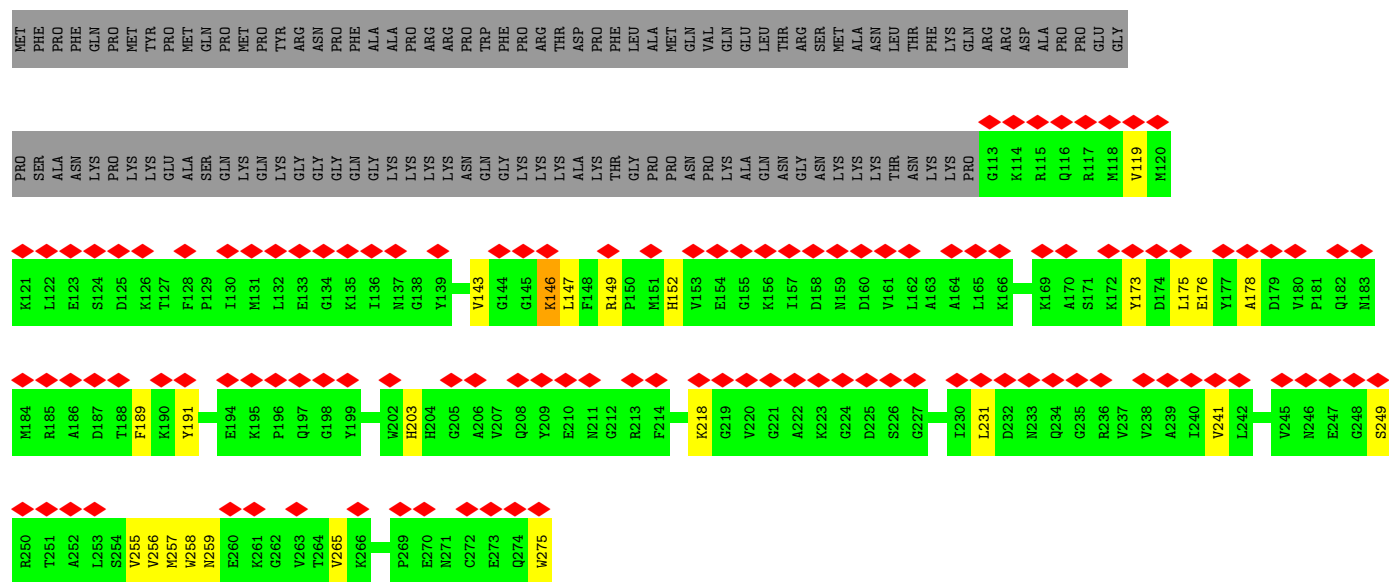 MET PHE PRO PHE GLN PRO MET TYR PRO MET GLN PRO MET PRO TYR ARG ASN PRO PHE ALA ALA PRO ARG ARG PRO TRP PHE PRO ARG THR ASP PRO PHE LEU ALA MET GLN VAL GLN GLU LEU THR ARG SER MET ALA ASN LEU THR PHE LYS GLN ARG ARG ASP ALA PRO PRO GLU GLY
PRO SER ALA ASN LYS PRO LYS LYS GLU ALA SER GLN LYS GLN LYS GLY GLY GLY GLN GLY LYS LYS LYS LYS ASN GLN GLY LYS LYS LYS ALA LYS THR GLY PRO PRO ASN PRO LYS ALA GLN ASN GLY ASN LYS LYS LYS THR ASN LYS LYS PRO G113 K114 R115 Q116 R117 M118 V119 M120
K121 L122 E123 S124 D125 K126 T127 F128 P129 I130 M131 L132 E133 G134 K135 I136 N137 G138 Y139 V143 G144 G145 K146 L147 F148 R149 P150 M151 H152 V153 E154 G155 K156 I157 D158 N159 D160 V161 L162 A163 A164 L165 K166 K169 A170 S171 K172 Y173 D174 L175 E176 Y177 A178 D179 V180 P181 Q182 N183
M184 R185 A186 D187 T188 F189 K190 Y191 E194 K195 P196 Q197 G198 Y199 W202 H203 H204 G205 A206 V207 Q208 Y209 E210 N211 G212 R213 F214 K218 G219 V220 G221 A222 K223 G224 D225 S226 G227 I230 L231 D232 N233 Q234 G235 R236 V237 V238 A239 I240 V241 L242 V245 N246 E247 G248 S249
R250 T251 A252 L253 S254 V255 V256 M257 W258 N259 E260 K261 G262 V263 T264 V265 K266 P269 E270 N271 C272 E273 Q274 W275